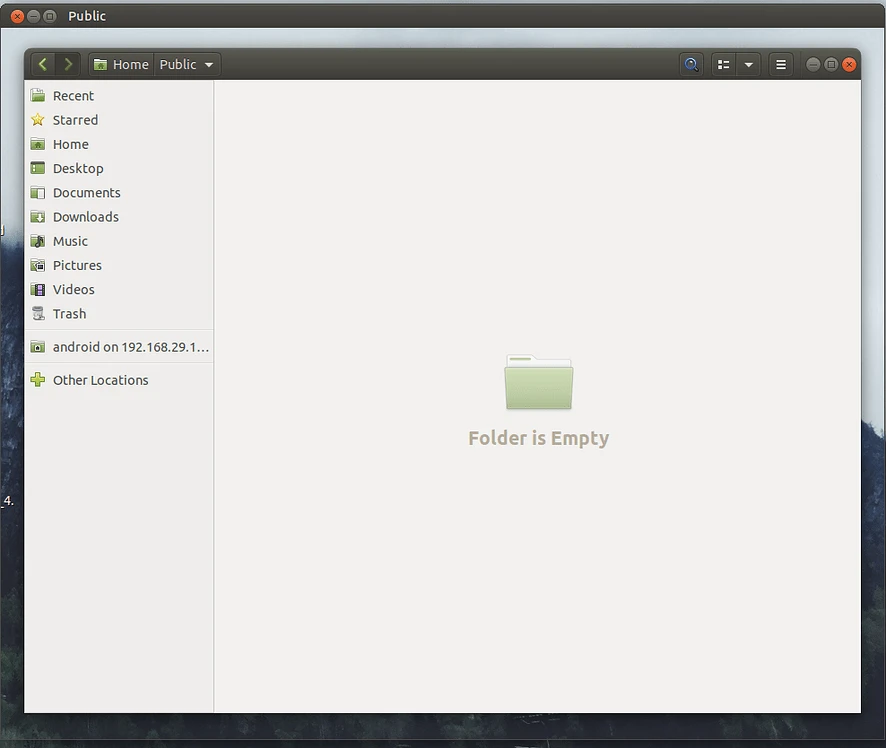 Public
Home Public
Recent
Starred
Home
Desktop
Documents
Downloads
Music
Pictures
Videos
Trash
android on 192.168.29.1...
Other Locations
Folder is Empty
_4.